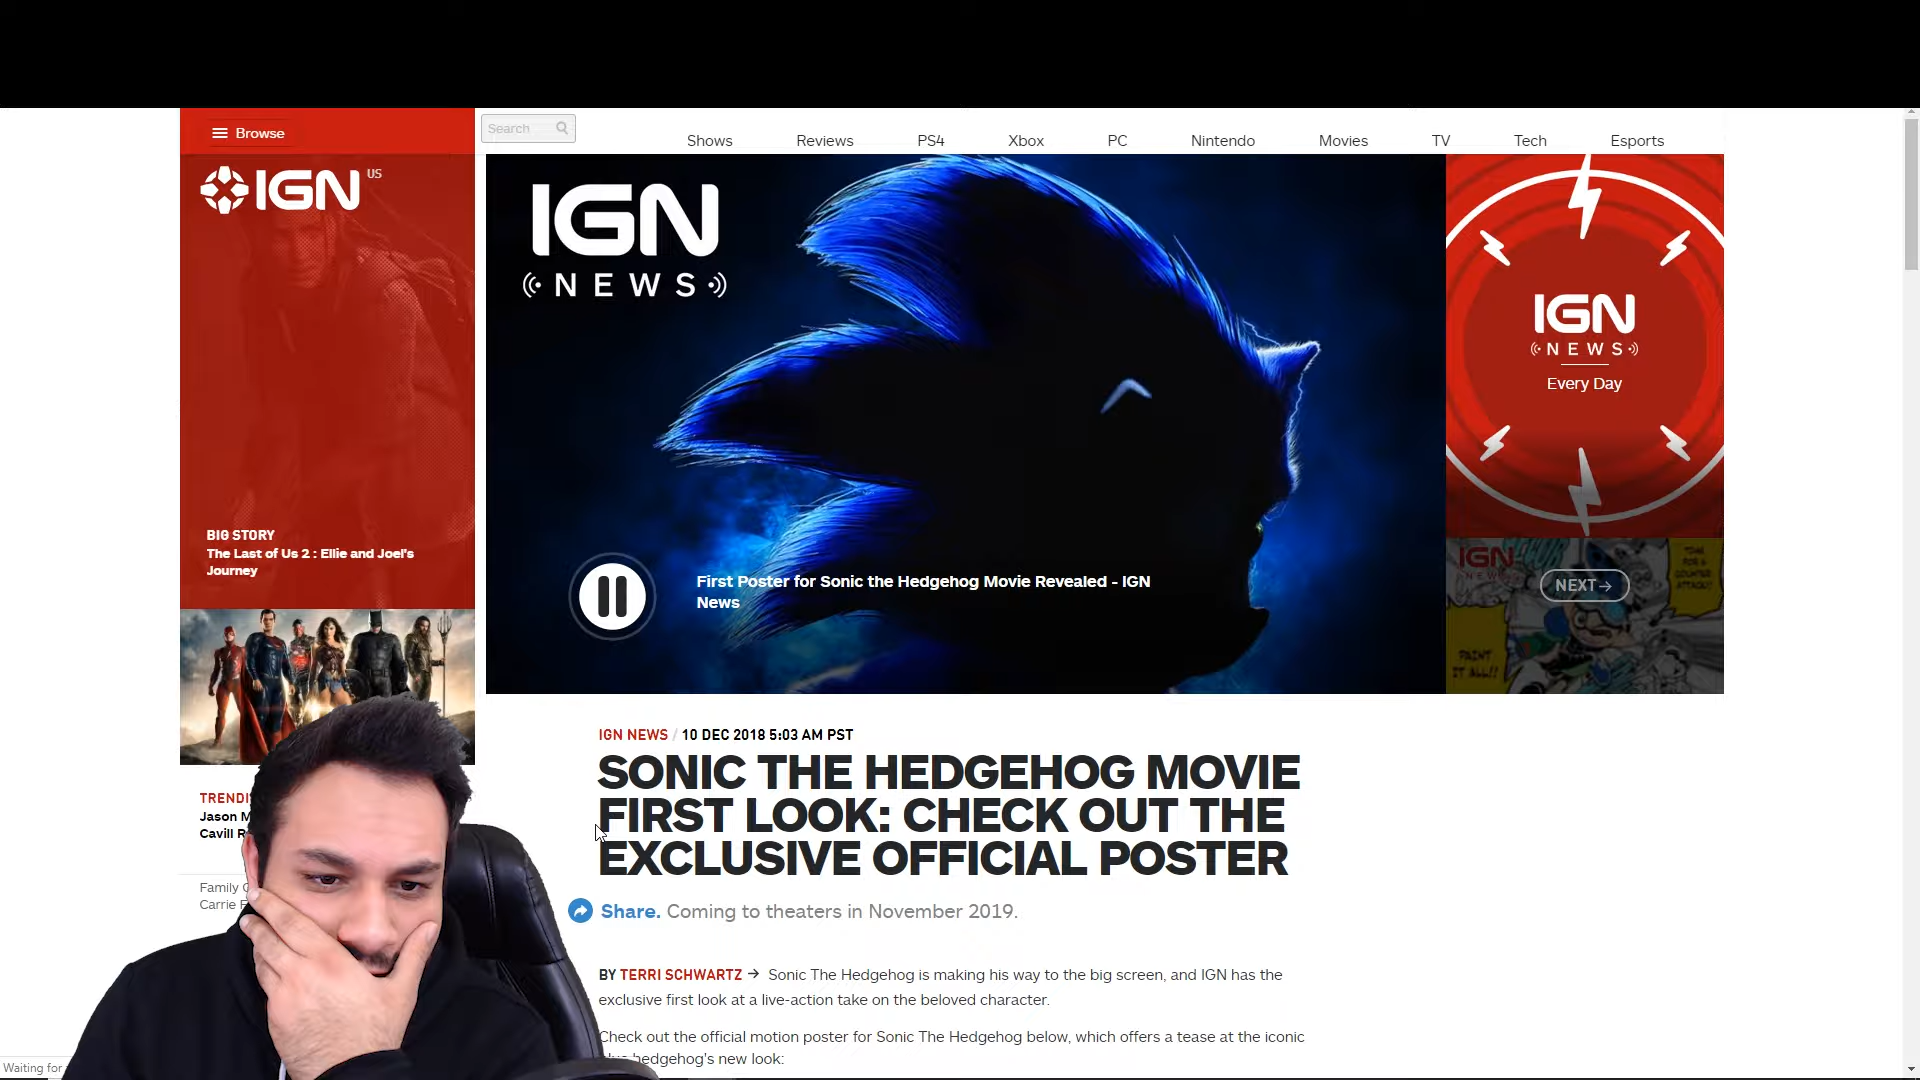 Browse
Search
Shows Reviews PS4 Xbox PC Nintendo Movies TV Tech Esports
IGN US
IGN
NEWS
IGN
NEWS
Every Day
BIG STORY
The Last of Us 2 : Ellie and Joel's
Journey
First Poster for Sonic the Hedgehog Movie Revealed - IGN
News
IGN
NEXT
PAINT
IT ALL!!
IGN NEWS / 10 DEC 2018 5:03 AM PST
SONIC THE HEDGEHOG MOVIE
FIRST LOOK: CHECK OUT THE
EXCLUSIVE OFFICIAL POSTER
Share. Coming to theaters in November 2019.
TRENDI
Jason M
Cavill R
Family
Carrie F
BY TERRI SCHWARTZ → Sonic The Hedgehog is making his way to the big screen, and IGN has the
exclusive first look at a live-action take on the beloved character.
Check out the official motion poster for Sonic The Hedgehog below, which offers a tease at the iconic
hedgehog's new look:
Waiting for